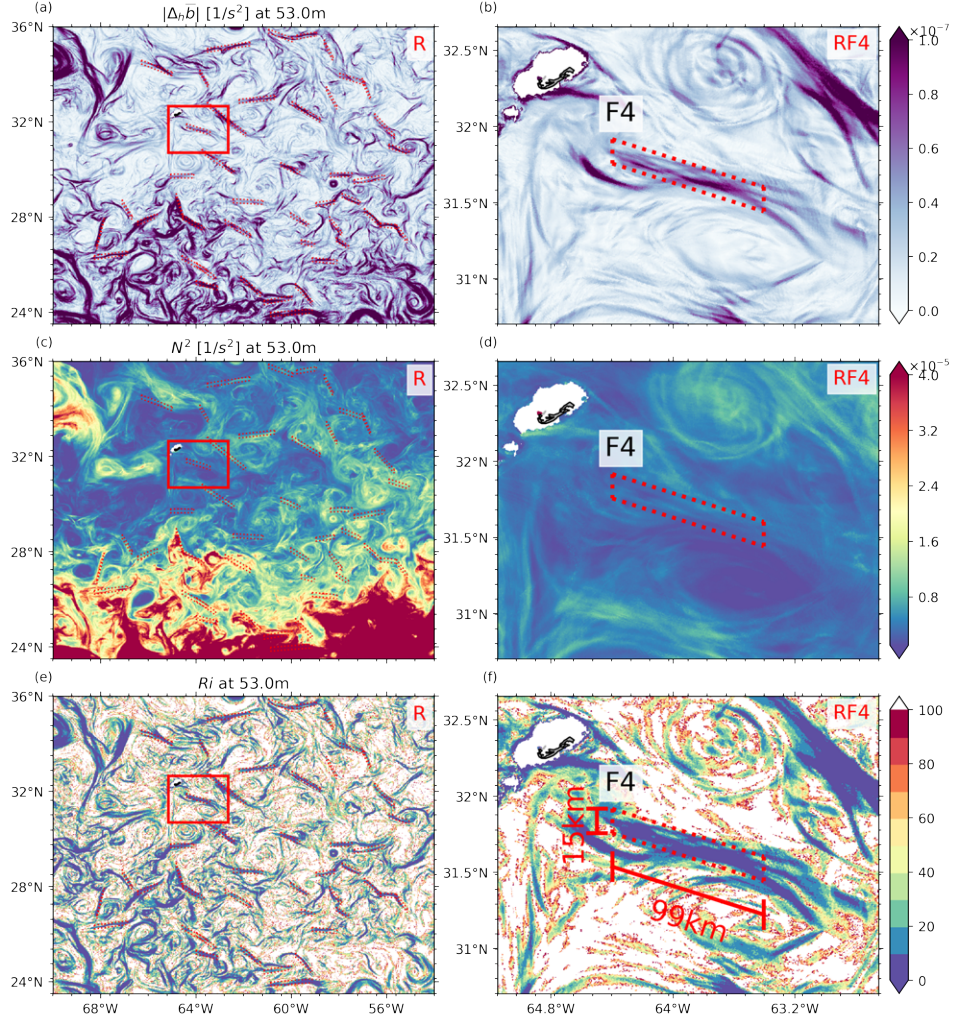 (a)
|Δₕb̅| [1/s²] at 53.0m
(b)
36°N
32°N
28°N
24°N
R
32.5°N
32°N
31.5°N
31°N
RF4
F4
×10⁻⁷
1.0
0.8
0.6
0.4
0.2
0.0
(c)
N² [1/s²] at 53.0m
(d)
36°N
32°N
28°N
24°N
R
32.5°N
32°N
31.5°N
31°N
RF4
F4
×10⁻⁵
4.0
3.2
2.4
1.6
0.8
(e)
Ri at 53.0m
(f)
36°N
32°N
28°N
24°N
68°W
64°W
60°W
56°W
R
32.5°N
32°N
31.5°N
31°N
64.8°W
64°W
63.2°W
RF4
F4
15km
99km
100
80
60
40
20
0